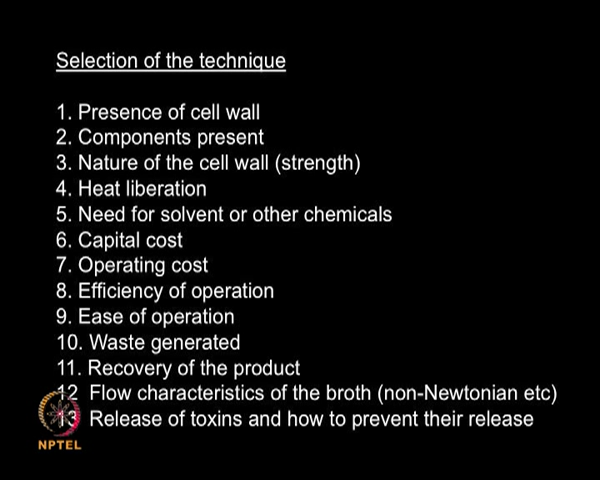 Selection of the technique
1. Presence of cell wall
2. Components present
3. Nature of the cell wall (strength)
4. Heat liberation
5. Need for solvent or other chemicals
6. Capital cost
7. Operating cost
8. Efficiency of operation
9. Ease of operation
10. Waste generated
11. Recovery of the product
12 Flow characteristics of the broth (non-Newtonian etc)
13 Release of toxins and how to prevent their release
NPTEL